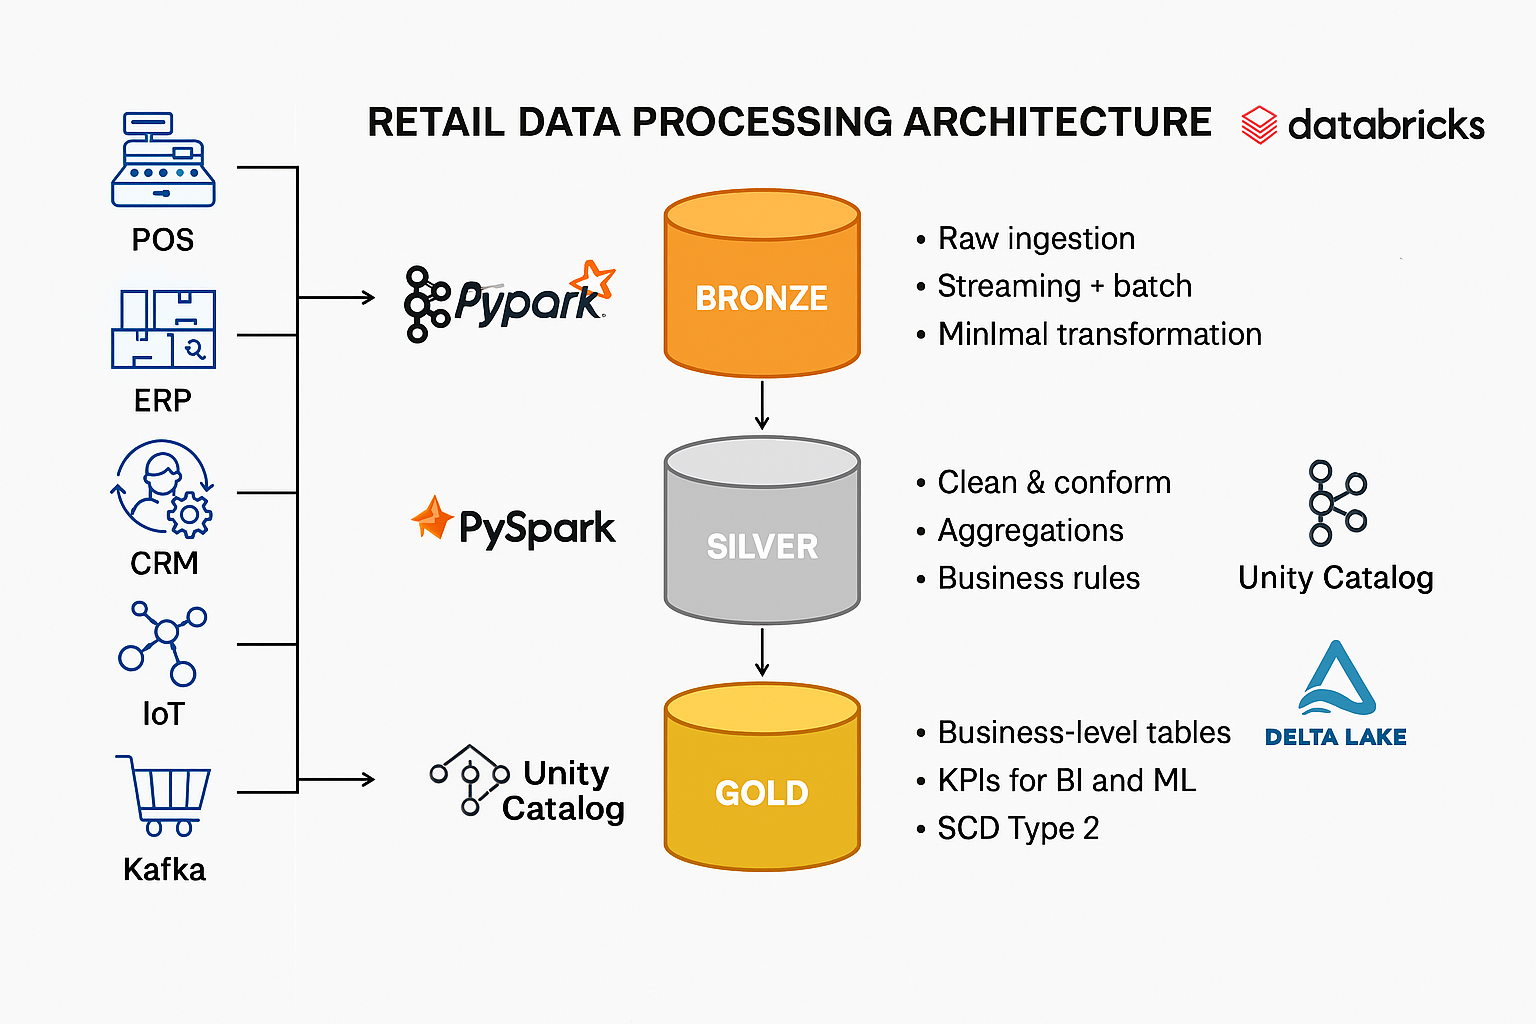 RETAIL DATA PROCESSING ARCHITECTURE
databricks
POS
ERP
CRM
IoT
Kafka
Pypark
BRONZE
• Raw ingestion
• Streaming + batch
• MinImal transformation
PySpark
SILVER
• Clean & conform
• Aggregations
• Business rules
Unity Catalog
Unity
Catalog
GOLD
• Business-level tables
• KPIs for BI and ML
• SCD Type 2
DELTA LAKE